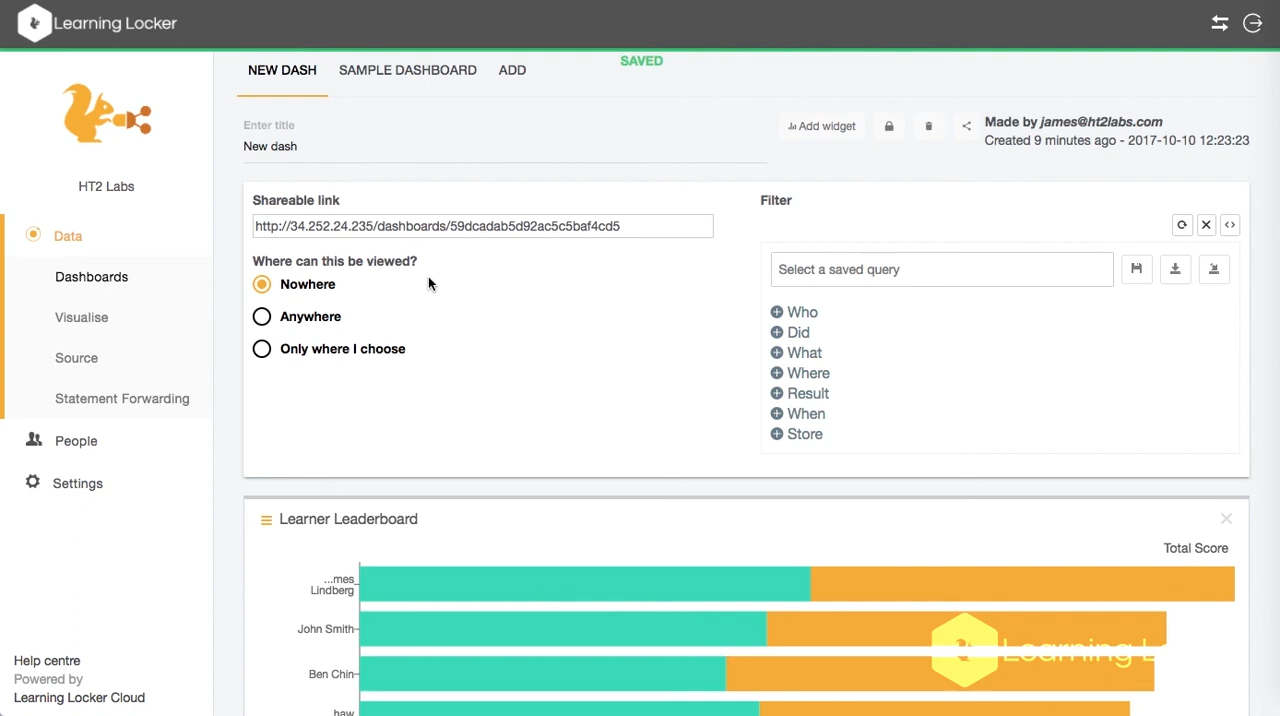 Learning Locker
NEW DASH SAMPLE DASHBOARD ADD
SAVED
HT2 Labs
Data
Dashboards
Visualise
Source
Statement Forwarding
People
Settings
Help centre
Powered by
Learning Locker Cloud
Enter title
New dash
Add widget
Made by james@ht2labs.com
Created 9 minutes ago - 2017-10-10 12:23:23
Shareable link
http://34.252.24.235/dashboards/59dcadab5d92ac5c5baf4cd5
Where can this be viewed?
Nowhere
Anywhere
Only where I choose
Filter
Select a saved query
Who
Did
What
Where
Result
When
Store
Learner Leaderboard
Total Score
...mes
Lindberg
John Smith
Ben Chin
Learning L